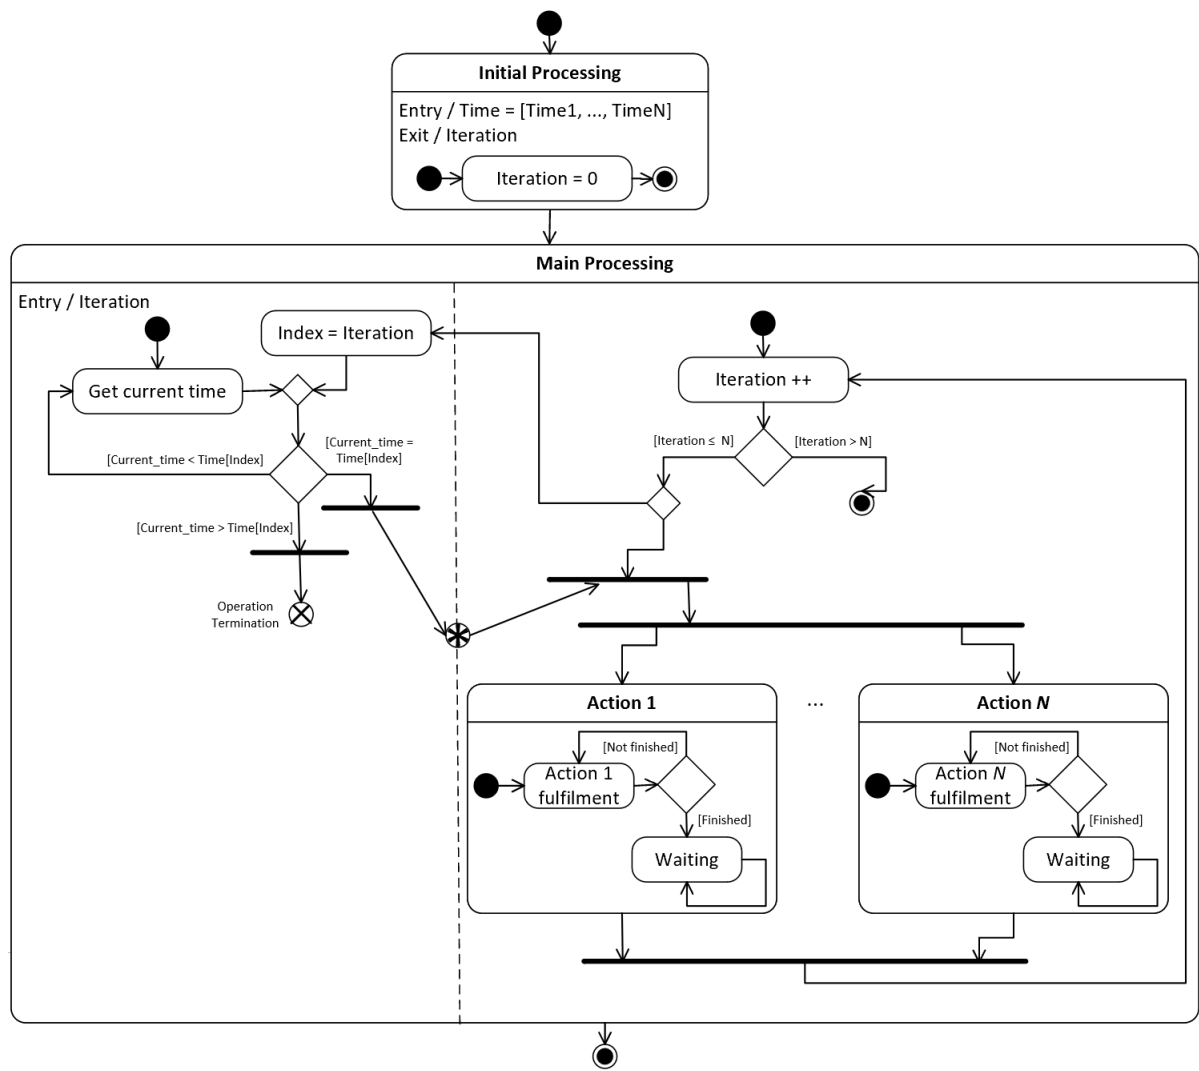 Initial Processing
Entry / Time = [Time1, ..., TimeN]
Exit / Iteration
Iteration = 0
Main Processing
Entry / Iteration
Index = Iteration
Get current time
[Current_time < Time[Index]
[Current_time =
Time[Index]
[Current_time > Time[Index]
Operation
Termination
Iteration ++
[Iteration ≤ N]
[Iteration > N]
Action 1
[Not finished]
Action 1
fulfilment
[Finished]
Waiting
...
Action N
[Not finished]
Action N
fulfilment
[Finished]
Waiting